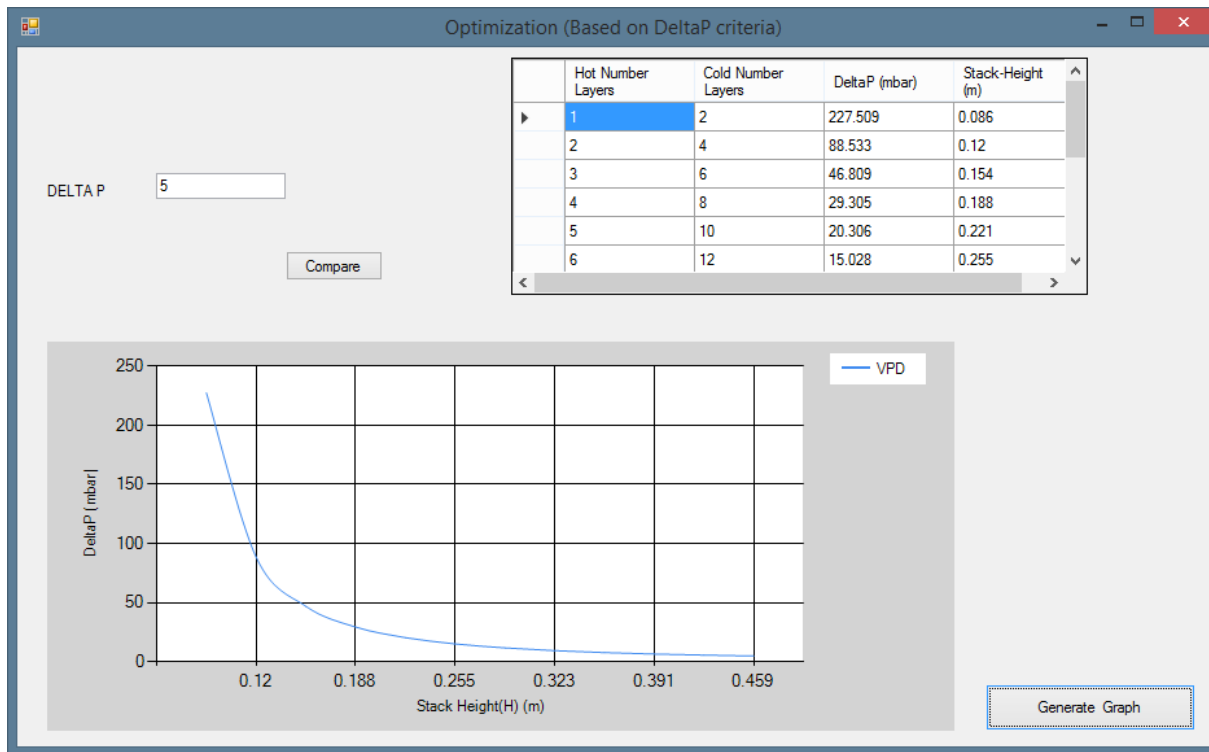 Optimization (Based on DeltaP criteria)
Hot Number Layers Cold Number Layers DeltaP (mbar) Stack-Height (m)
1 2 227.509 0.086
2 4 88.533 0.12
3 6 46.809 0.154
4 8 29.305 0.188
5 10 20.306 0.221
6 12 15.028 0.255
DELTA P 5
Compare
VPD
250
200
150
100
50
0
DeltaP (mbar)
0.12 0.188 0.255 0.323 0.391 0.459
Stack Height(H) (m)
Generate Graph